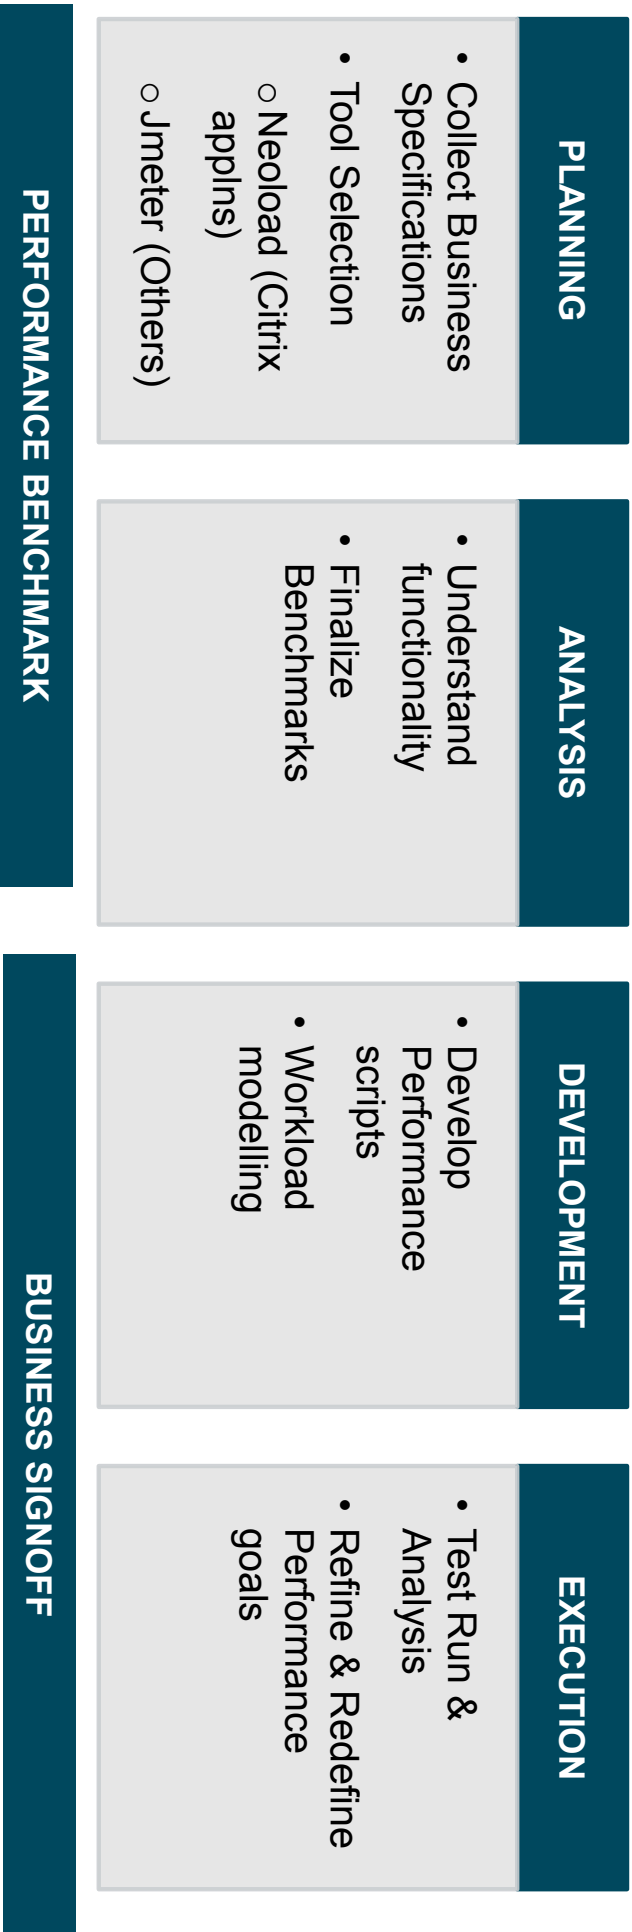 PLANNING
• Collect Business
Specifications
• Tool Selection
○ Neoload (Citrix
applns)
○ Jmeter (Others)
ANALYSIS
• Understand
functionality
• Finalize
Benchmarks
DEVELOPMENT
• Develop
Performance
scripts
• Workload
modelling
EXECUTION
• Test Run &
Analysis
• Refine & Redefine
Performance
goals
PERFORMANCE BENCHMARK
BUSINESS SIGNOFF